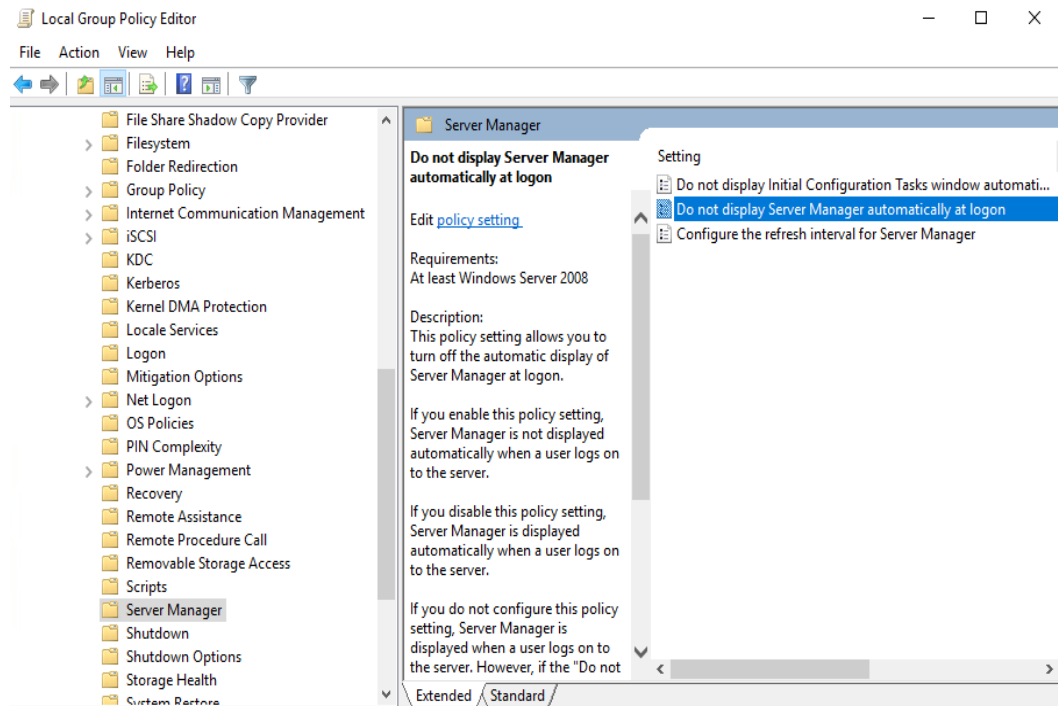 Local Group Policy Editor
File Action View Help
File Share Shadow Copy Provider
Filesystem
Folder Redirection
Group Policy
Internet Communication Management
iSCSI
KDC
Kerberos
Kernel DMA Protection
Locale Services
Logon
Mitigation Options
Net Logon
OS Policies
PIN Complexity
Power Management
Recovery
Remote Assistance
Remote Procedure Call
Removable Storage Access
Scripts
Server Manager
Shutdown
Shutdown Options
Storage Health
System Restore
Server Manager
Do not display Server Manager
automatically at logon
Edit policy setting
Requirements:
At least Windows Server 2008
Description:
This policy setting allows you to
turn off the automatic display of
Server Manager at logon.
If you enable this policy setting,
Server Manager is not displayed
automatically when a user logs on
to the server.
If you disable this policy setting,
Server Manager is displayed
automatically when a user logs on
to the server.
If you do not configure this policy
setting, Server Manager is
displayed when a user logs on to
the server. However, if the "Do not
Setting
Do not display Initial Configuration Tasks window automati...
Do not display Server Manager automatically at logon
Configure the refresh interval for Server Manager
Extended Standard